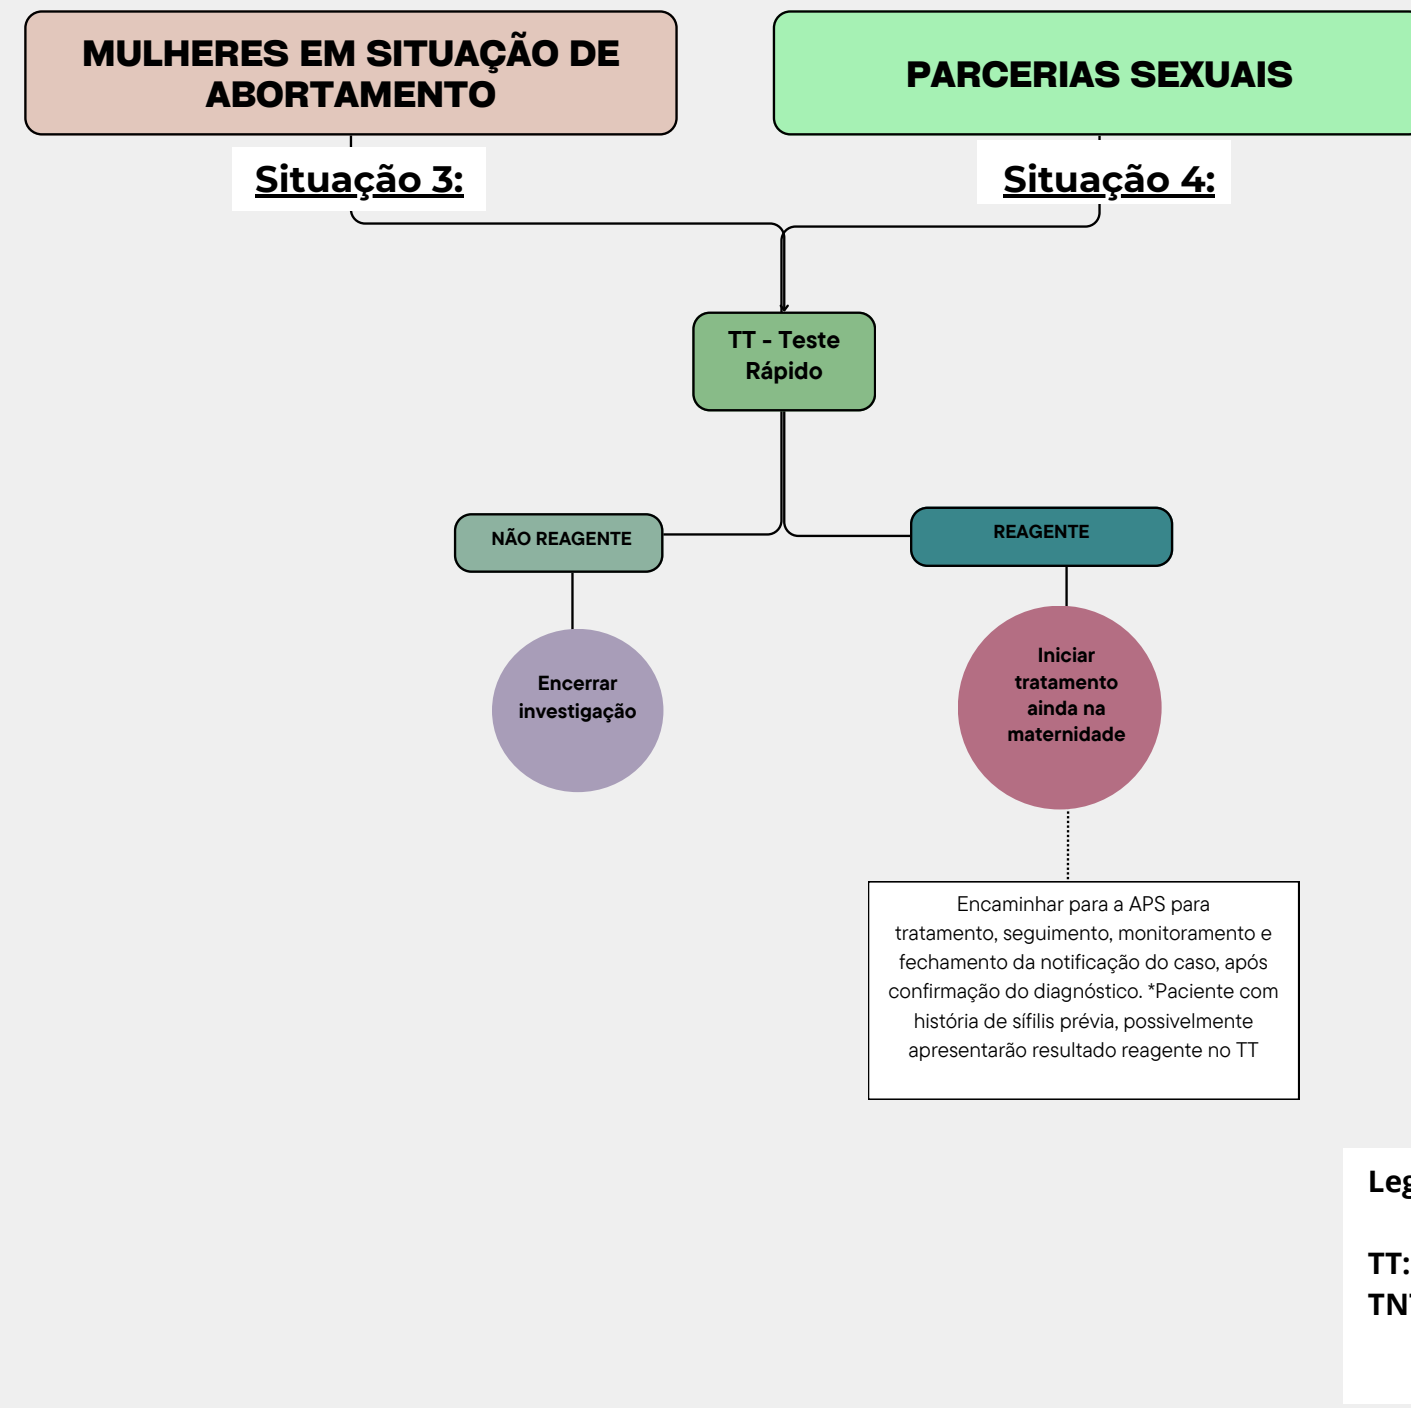 MULHERES EM SITUAÇÃO DE
ABORTAMENTO
PARCERIAS SEXUAIS
Situação 3:
Situação 4:
TT - Teste
Rápido
NÃO REAGENTE
REAGENTE
Encerrar
investigação
Iniciar
tratamento
ainda na
maternidade
Encaminhar para a APS para
tratamento, seguimento, monitoramento e
fechamento da notificação do caso, após
confirmação do diagnóstico. *Paciente com
história de sífilis prévia, possivelmente
apresentarão resultado reagente no TT
TT: